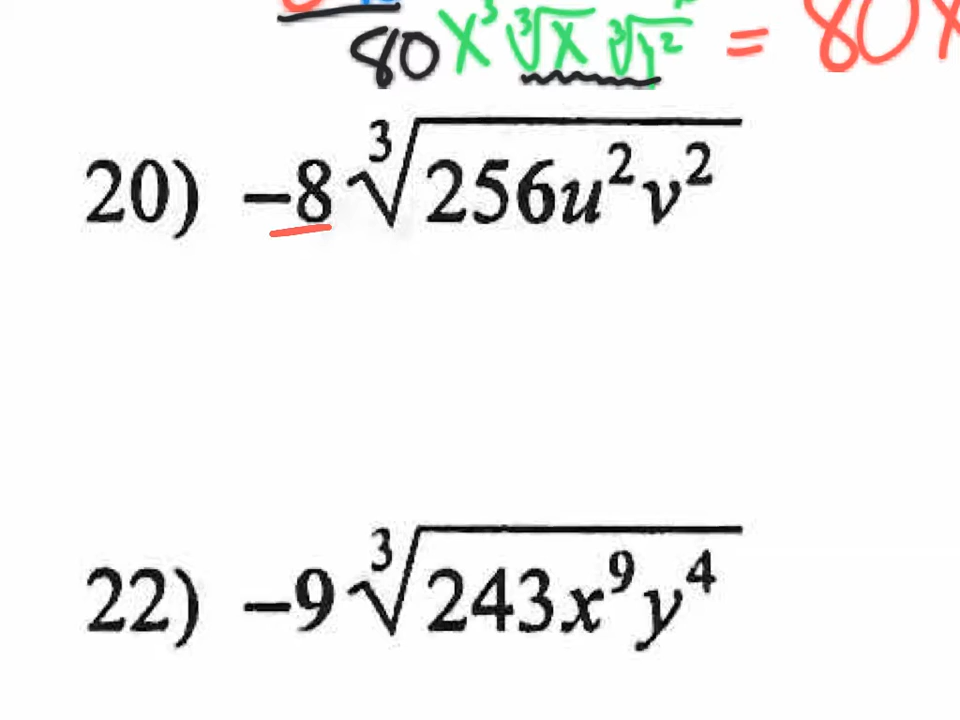 80x³ ∛x ∛y² = 80x
20) −8∛256u²v²
22) −9∛243x⁹y⁴